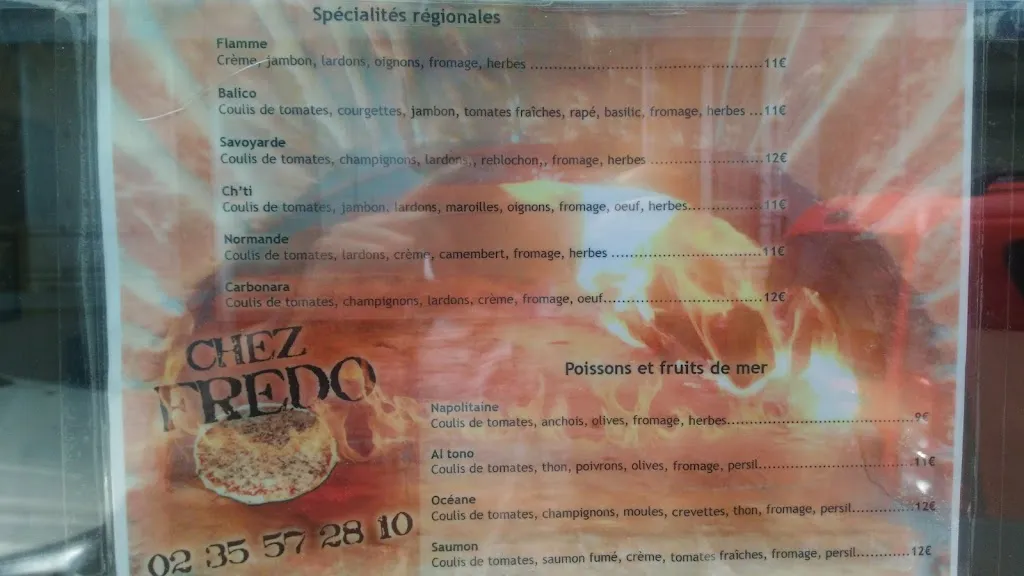 Spécialités régionales
Flamme
Crème, jambon, lardons, oignons, fromage, herbes ...............................................11€
Balico
Coulis de tomates, courgettes, jambon, tomates fraîches, rapé, basilic, fromage, herbes ...11€
Savoyarde
Coulis de tomates, champignons, lardons,, reblochon,, fromage, herbes .......................12€
Ch'ti
Coulis de tomates, jambon, lardons, maroilles, oignons, fromage, oeuf, herbes...............11€
Normande
Coulis de tomates, lardons, crème, camembert, fromage, herbes ...............................11€
Carbonara
Coulis de tomates, champignons, lardons, crème, fromage, oeuf................................12€
CHEZ
FREDO
02 35 57 28 10
Poissons et fruits de mer
Napolitaine
Coulis de tomates, anchois, olives, fromage, herbes......................................9€
Al tono
Coulis de tomates, thon, poivrons, olives, fromage, persil...............................11€
Océane
Coulis de tomates, champignons, moules, crevettes, thon, fromage, persil............12€
Saumon
Coulis de tomates, saumon fumé, crème, tomates fraîches, fromage, persil...........12€